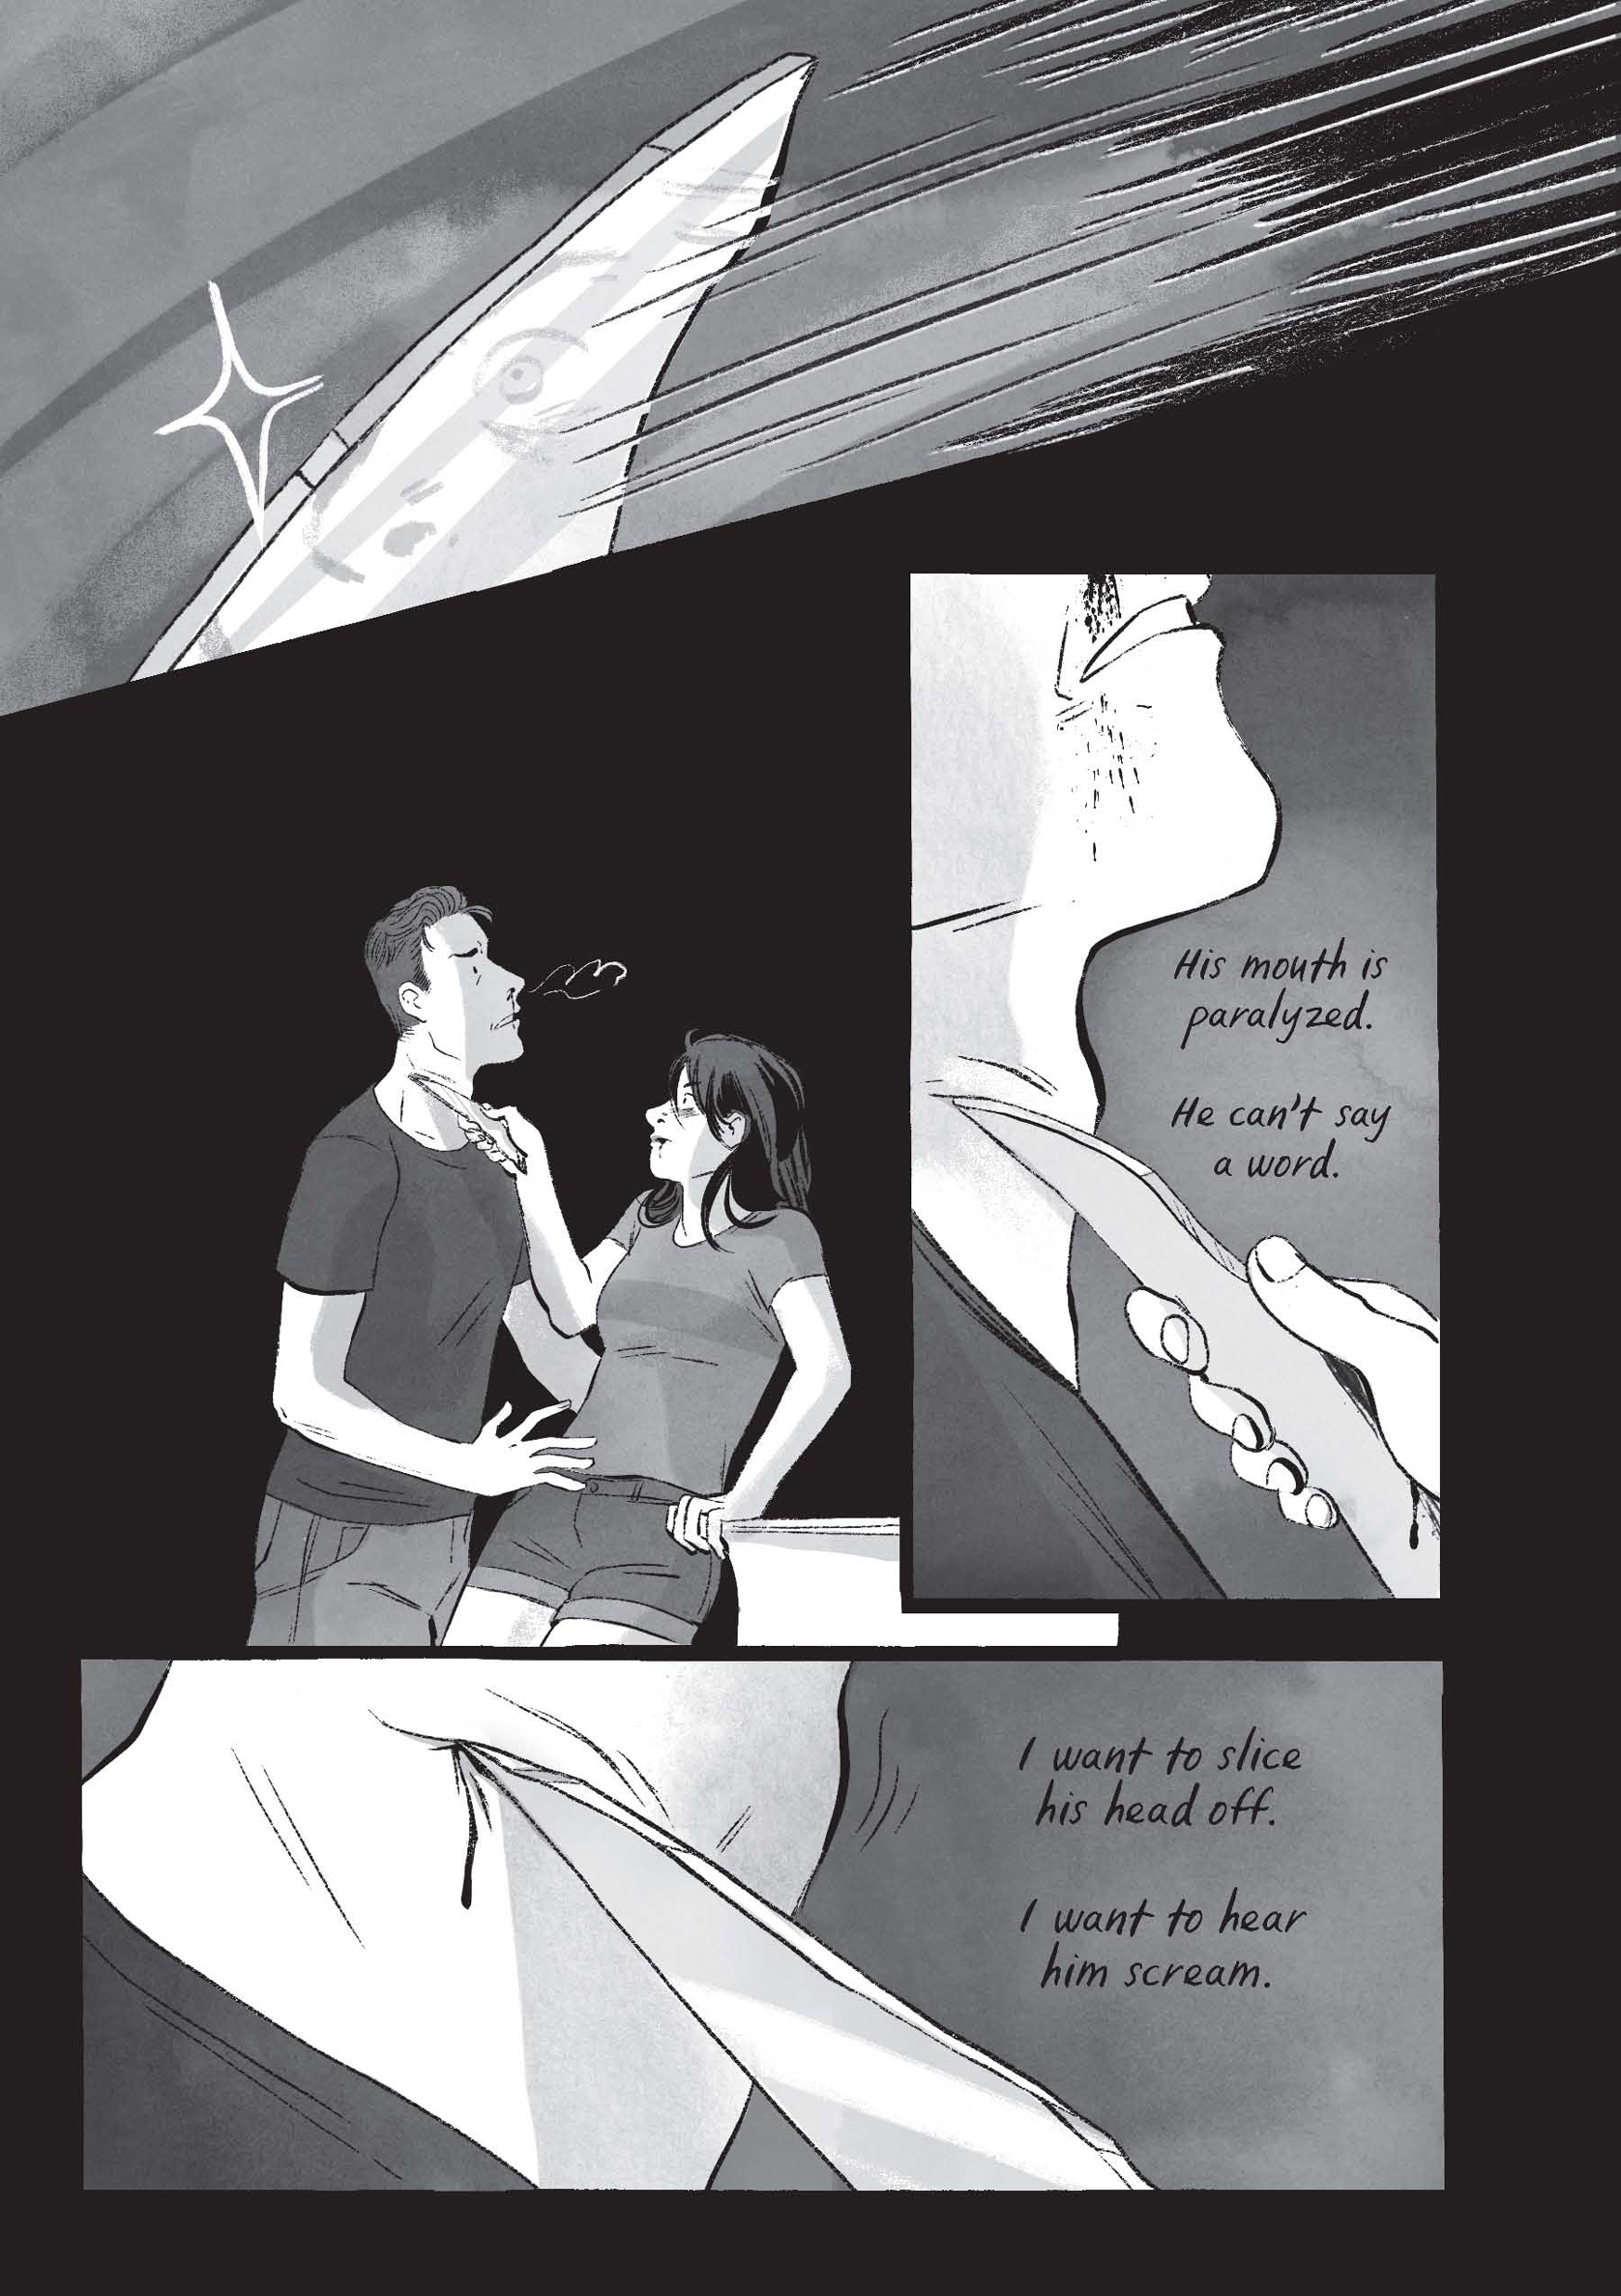 His mouth is
paralyzed.
He can't say
a word.
I want to slice
his head off.
I want to hear
him scream.